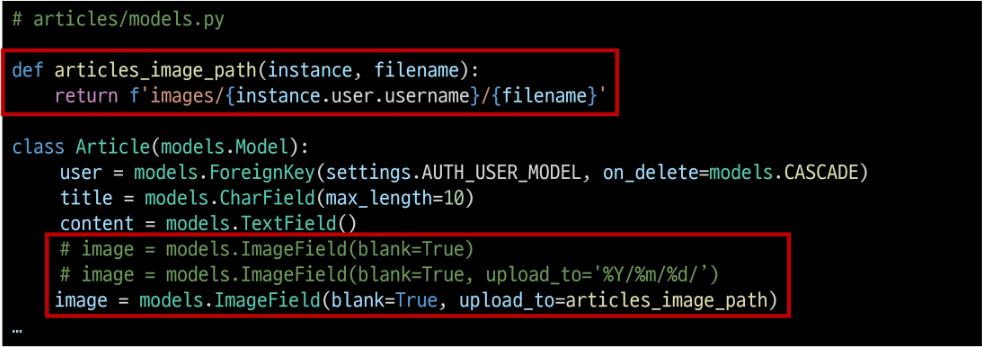 # articles/models.py
def articles_image_path(instance, filename):
return f'images/{instance.user.username}/{filename}'
class Article(models.Model):
user = models.ForeignKey(settings.AUTH_USER_MODEL, on_delete=models.CASCADE)
title = models.CharField(max_length=10)
content = models.TextField()
# image = models.ImageField(blank=True)
# image = models.ImageField(blank=True, upload_to='%Y/%m/%d/’)
image = models.ImageField(blank=True, upload_to=articles_image_path)
…